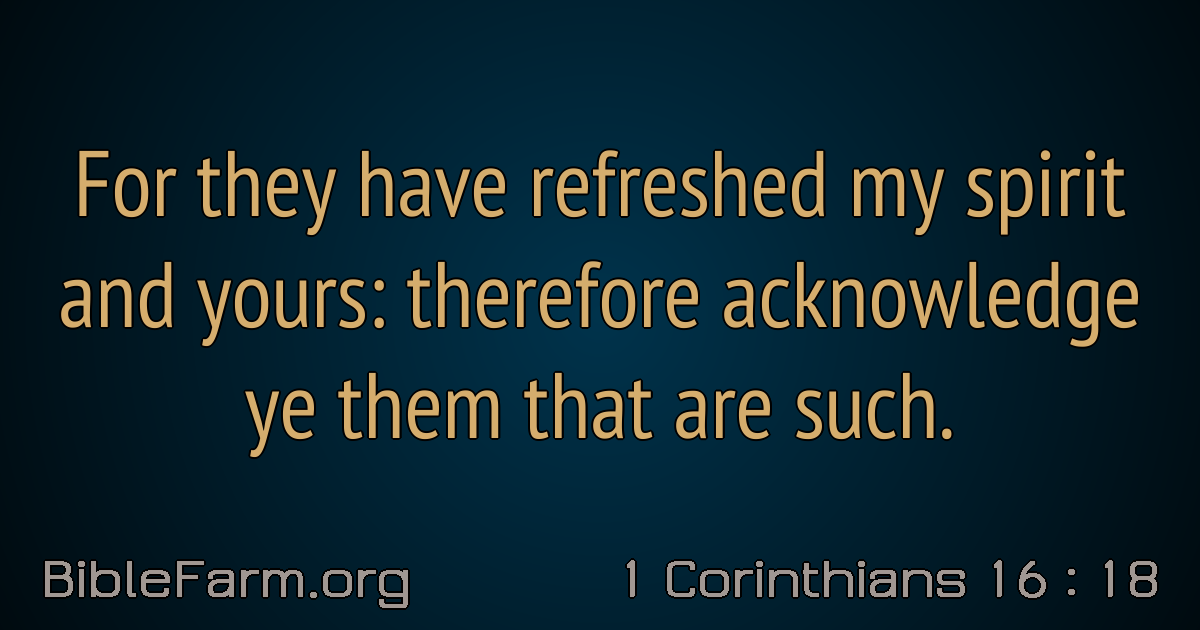 For they have refreshed my spirit
and yours: therefore acknowledge
ye them that are such.
BibleFarm.org
1 Corinthians 16 : 18